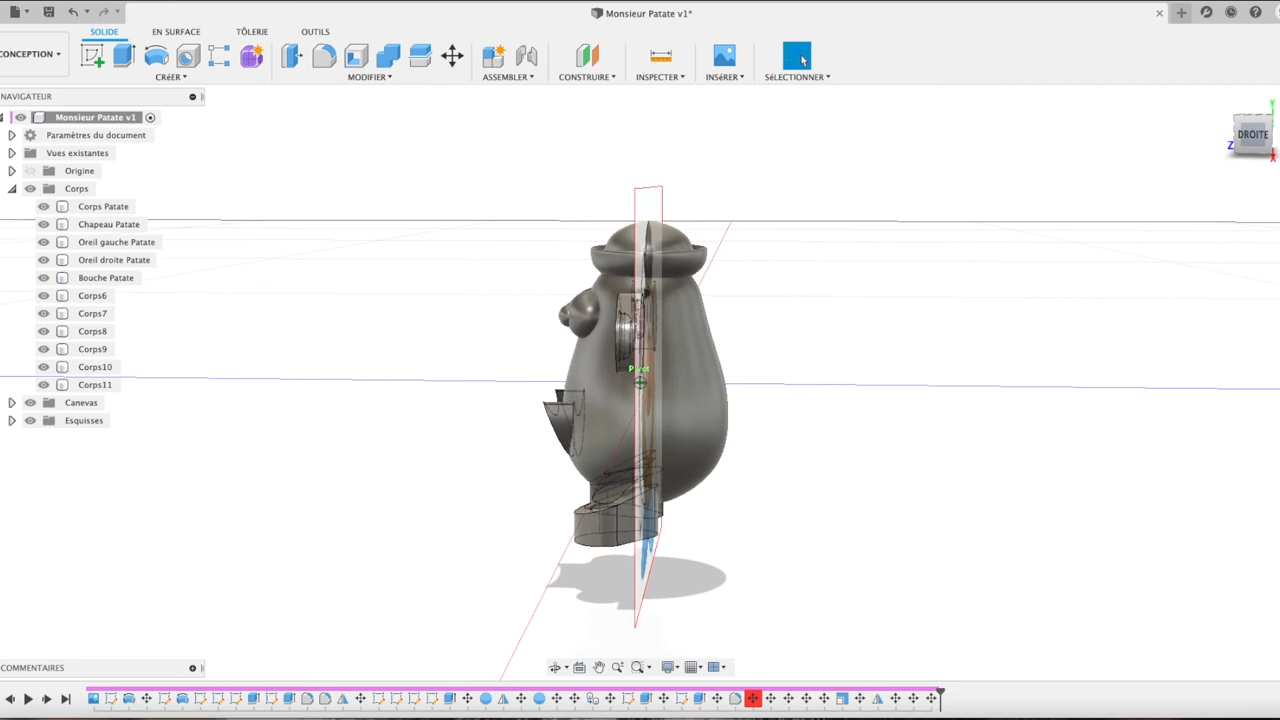 Monsieur Patate v1*
SOLIDE
EN SURFACE
TÔLERIE
OUTILS
CONCEPTION
CRÉER
MODIFIER
ASSEMBLER
CONSTRUIRE
INSPECTER
INSÉRER
SÉLECTIONNER
NAVIGATEUR
Monsieur Patate v1
Paramètres du document
Vues existantes
Origine
Corps
Corps Patate
Chapeau Patate
Oreil gauche Patate
Oreil droite Patate
Bouche Patate
Corps6
Corps7
Corps8
Corps9
Corps10
Corps11
Canevas
Esquisses
Y
DROITE
Z
X
Pivot
COMMENTAIRES